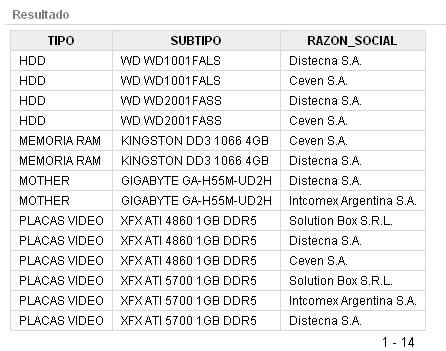 Resultado
TIPO SUBTIPO RAZON_SOCIAL
HDD WD WD1001FALS Distecna S.A.
HDD WD WD1001FALS Ceven S.A.
HDD WD WD2001FASS Distecna S.A.
HDD WD WD2001FASS Ceven S.A.
MEMORIA RAM KINGSTON DD3 1066 4GB Ceven S.A.
MEMORIA RAM KINGSTON DD3 1066 4GB Distecna S.A.
MOTHER GIGABYTE GA-H55M-UD2H Distecna S.A.
MOTHER GIGABYTE GA-H55M-UD2H Intcomex Argentina S.A.
PLACAS VIDEO XFX ATI 4860 1GB DDR5 Solution Box S.R.L.
PLACAS VIDEO XFX ATI 4860 1GB DDR5 Distecna S.A.
PLACAS VIDEO XFX ATI 4860 1GB DDR5 Ceven S.A.
PLACAS VIDEO XFX ATI 5700 1GB DDR5 Solution Box S.R.L.
PLACAS VIDEO XFX ATI 5700 1GB DDR5 Intcomex Argentina S.A.
PLACAS VIDEO XFX ATI 5700 1GB DDR5 Distecna S.A.
1 - 14